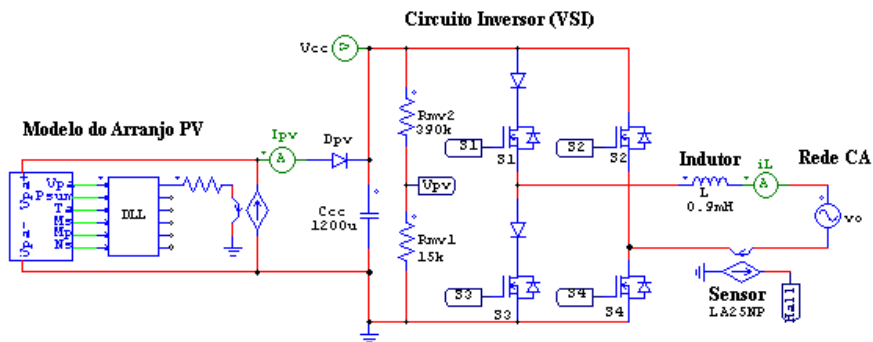 Circuito Inversor (VSI)
Vcc
Modelo do Arranjo PV
Ipv
Dpv
Rmv2
390k
S1
S1
S2
S2
Indutor
iL
Rede CA
L
0.9mH
vo
Vpa+
Vpa
Psun
Ta
Ns
Vpa-
DLL
Ccc
1200u
Vpv
Rmv1
15k
S3
S3
S4
S4
Sensor
LA25NP
Hall